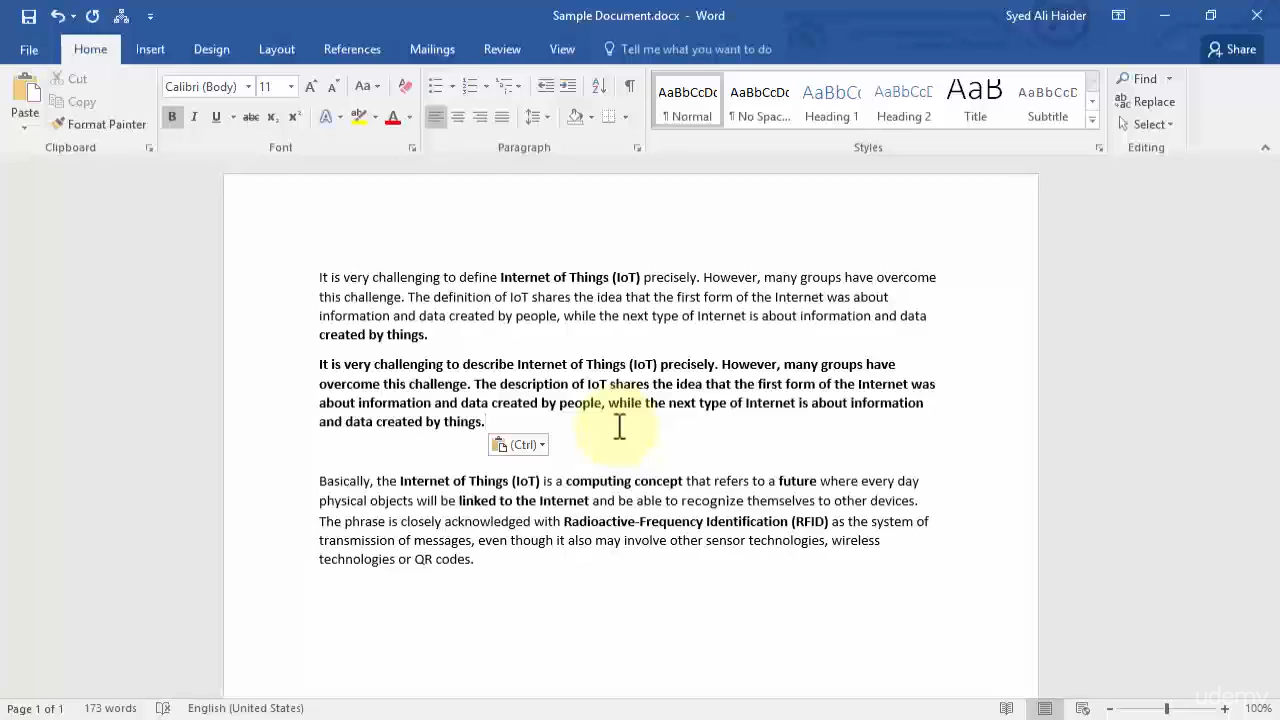 Sample Document.docx - Word
Syed Ali Haider
File Home Insert Design Layout References Mailings Review View Tell me what you want to do Share
Paste
Cut
Copy
Format Painter
Clipboard
Calibri (Body) 11
Aa
B I U abc x₂ x²
A A
Font
Paragraph
AaBbCcDc AaBbCcDc AaBbC( AaBbCcE AaB AaBbCcD
¶ Normal ¶ No Spac... Heading 1 Heading 2 Title Subtitle
Styles
Find
Replace
Select
Editing
It is very challenging to define Internet of Things (IoT) precisely. However, many groups have overcome
this challenge. The definition of IoT shares the idea that the first form of the Internet was about
information and data created by people, while the next type of Internet is about information and data
created by things.
It is very challenging to describe Internet of Things (IoT) precisely. However, many groups have
overcome this challenge. The description of IoT shares the idea that the first form of the Internet was
about information and data created by people, while the next type of Internet is about information
and data created by things.
(Ctrl)
Basically, the Internet of Things (IoT) is a computing concept that refers to a future where every day
physical objects will be linked to the Internet and be able to recognize themselves to other devices.
The phrase is closely acknowledged with Radioactive-Frequency Identification (RFID) as the system of
transmission of messages, even though it also may involve other sensor technologies, wireless
technologies or QR codes.
udemy
Page 1 of 1 173 words English (United States) 100%